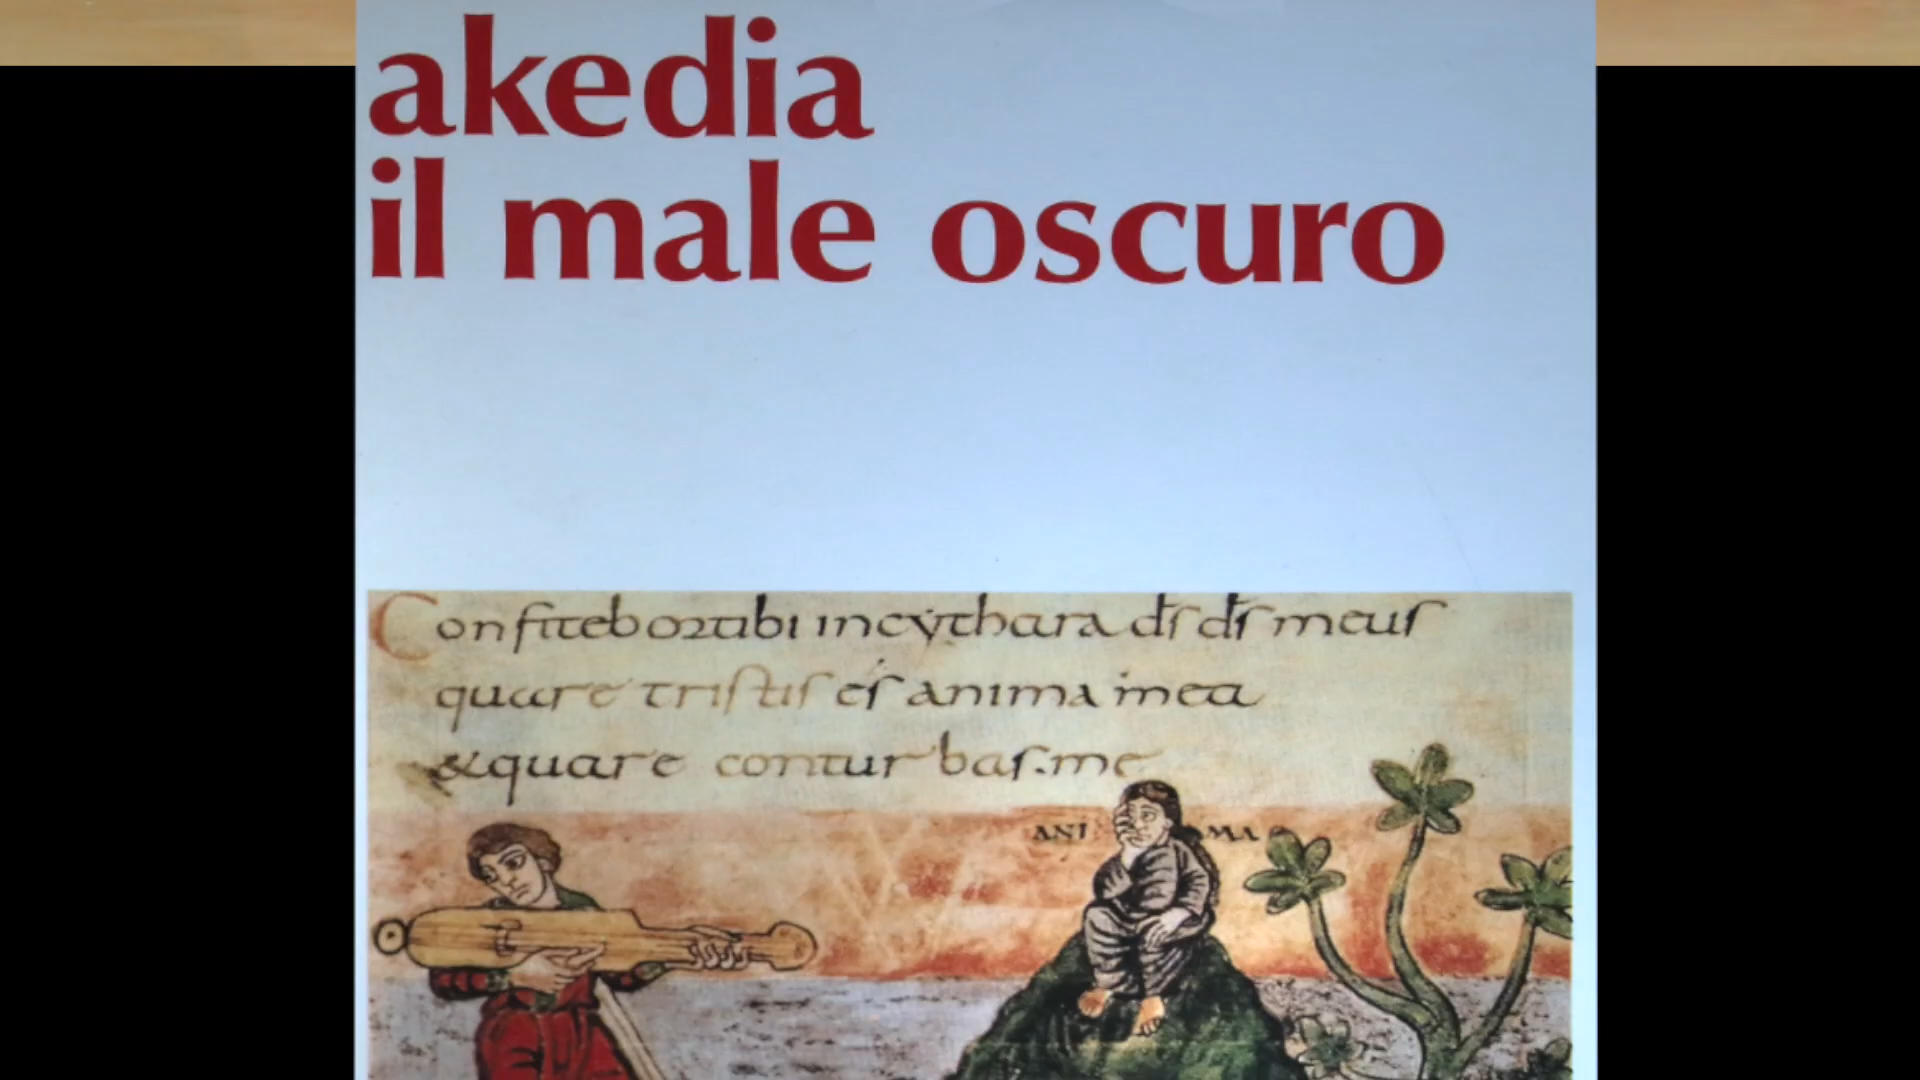 akedia
il male oscuro
Confitebor tibi in cythara ds ds meus
quare tristis es anima mea
& quare conturbas me
ANI MA